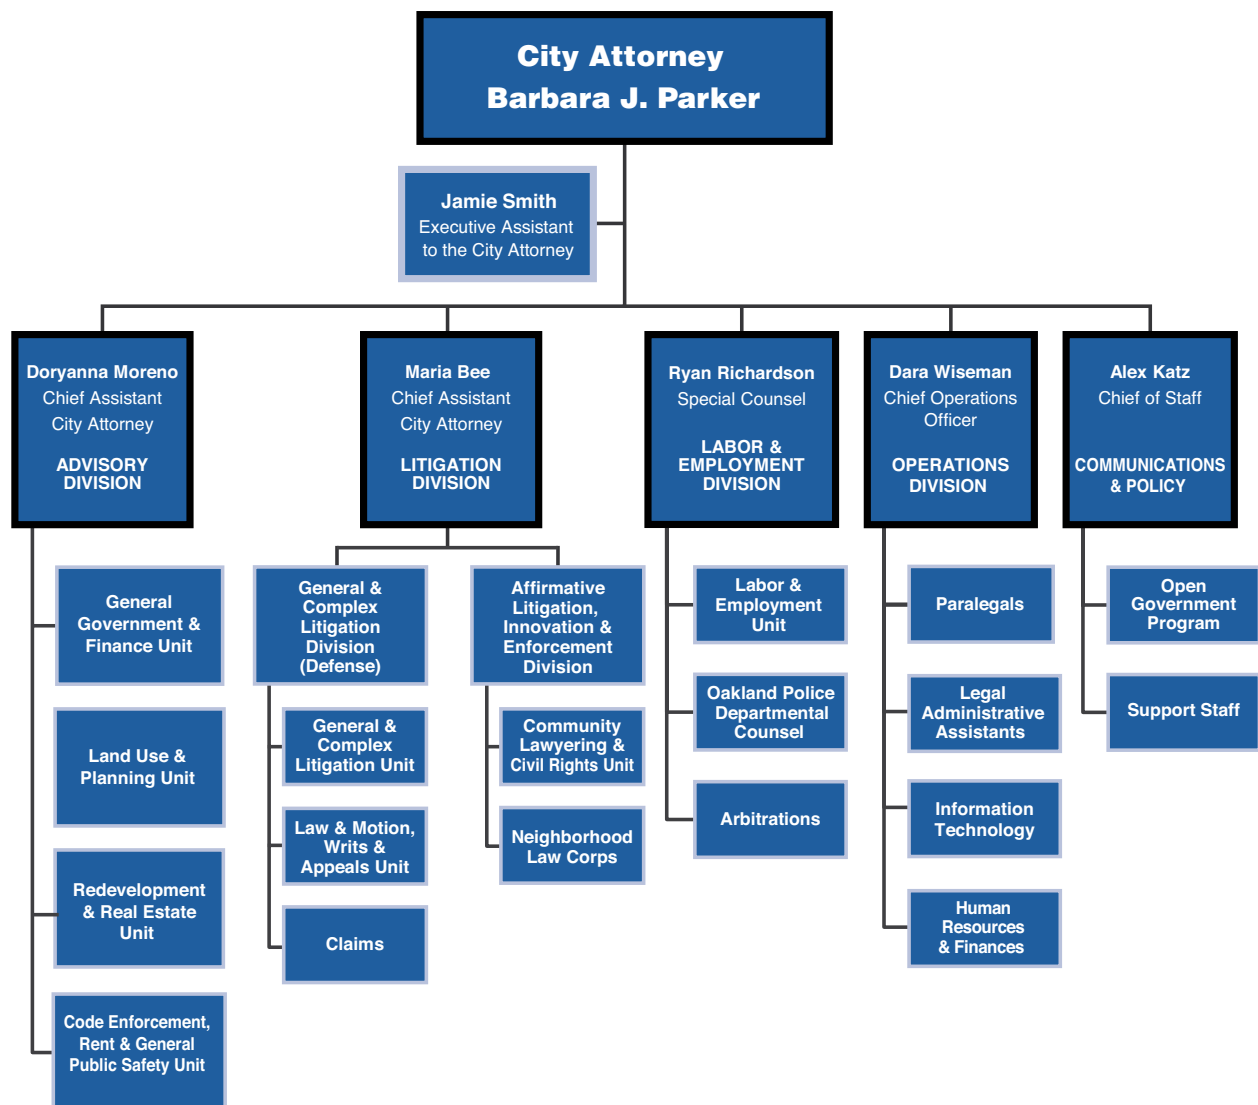 City Attorney
Barbara J. Parker
Jamie Smith
Executive Assistant
to the City Attorney
Doryanna Moreno
Chief Assistant
City Attorney
ADVISORY
DIVISION
Maria Bee
Chief Assistant
City Attorney
LITIGATION
DIVISION
Ryan Richardson
Special Counsel
LABOR &
EMPLOYMENT
DIVISION
Dara Wiseman
Chief Operations
Officer
OPERATIONS
DIVISION
Alex Katz
Chief of Staff
COMMUNICATIONS
& POLICY
General
Government &
Finance Unit
Land Use &
Planning Unit
Redevelopment
& Real Estate
Unit
Code Enforcement,
Rent & General
Public Safety Unit
General &
Complex
Litigation
Division
(Defense)
General &
Complex
Litigation Unit
Law & Motion,
Writs &
Appeals Unit
Claims
Affirmative
Litigation,
Innovation &
Enforcement
Division
Community
Lawyering &
Civil Rights Unit
Neighborhood
Law Corps
Labor &
Employment
Unit
Oakland Police
Departmental
Counsel
Arbitrations
Paralegals
Legal
Administrative
Assistants
Information
Technology
Human
Resources
& Finances
Open
Government
Program
Support Staff